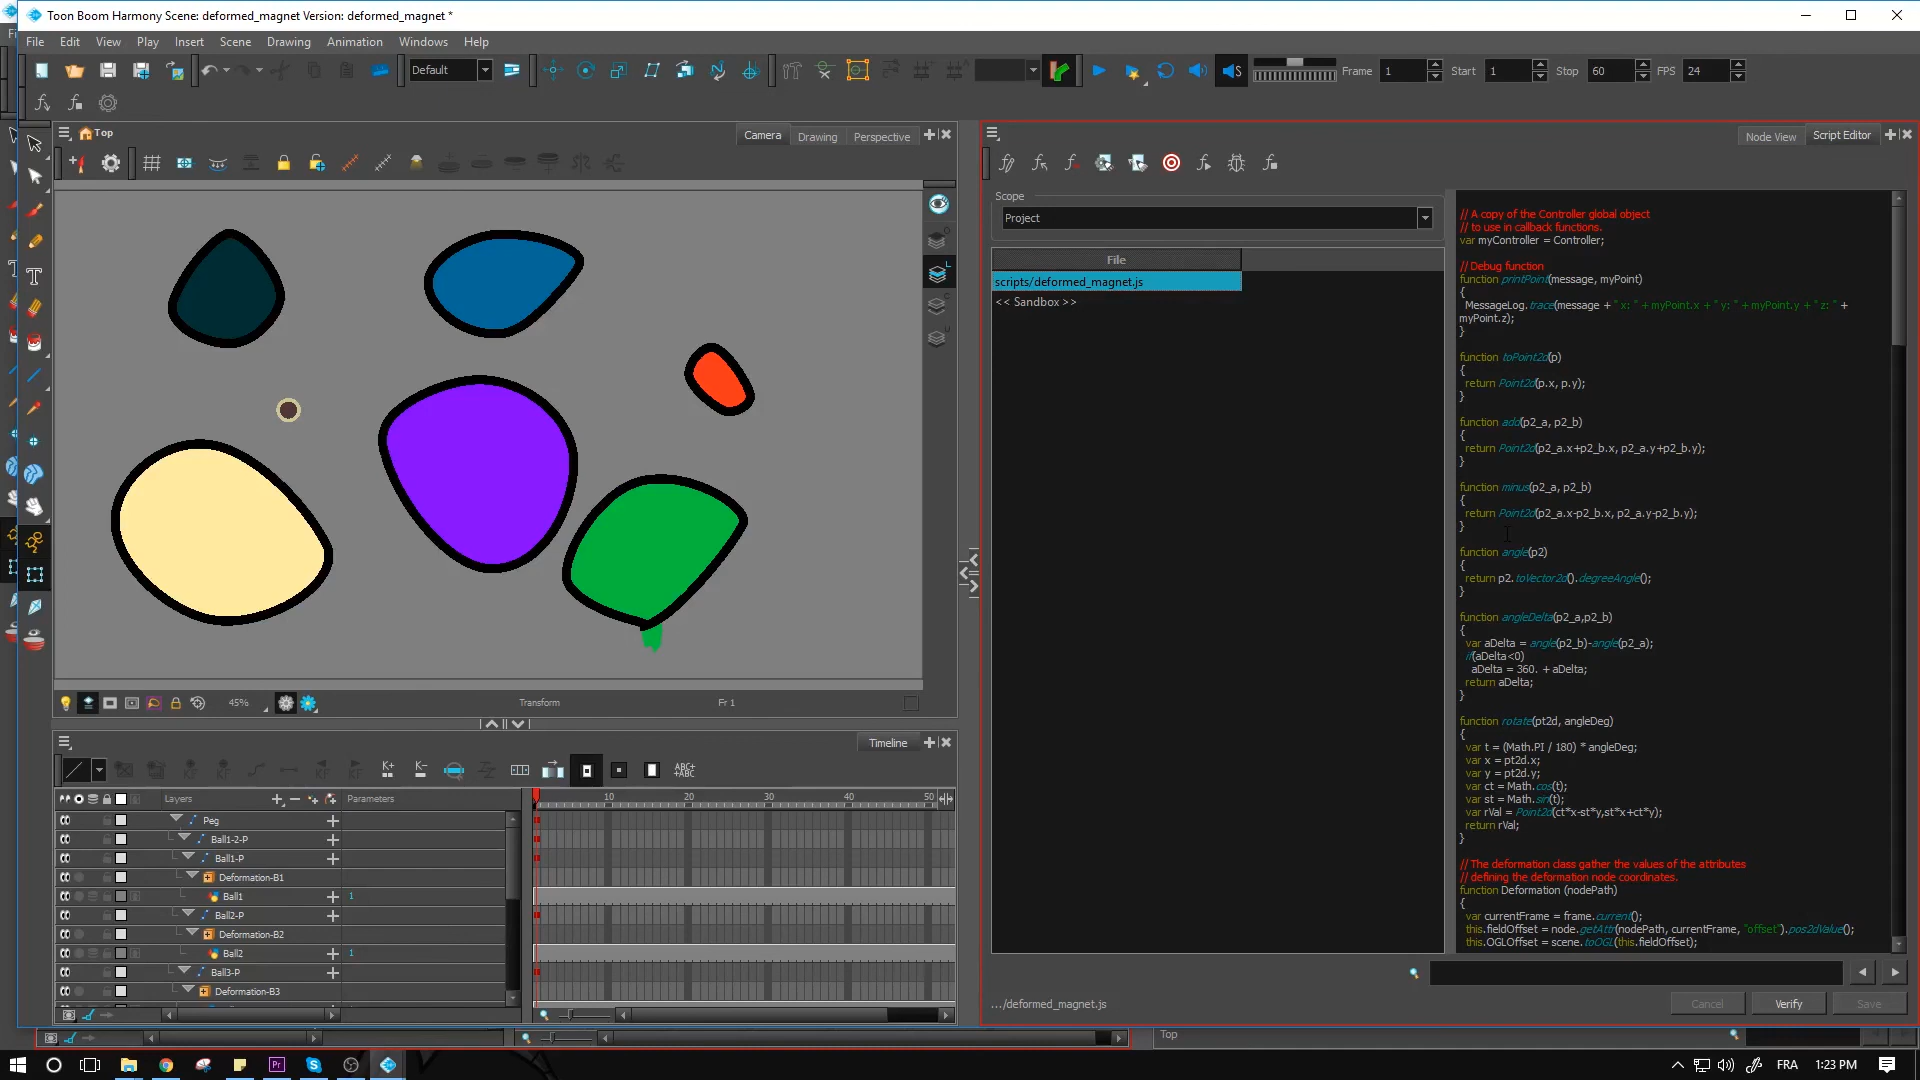 Toon Boom Harmony Scene: deformed_magnet Version: deformed_magnet *
File Edit View Play Insert Scene Drawing Animation Windows Help
Default
Frame 1 Start 1 Stop 60 FPS 24
Top
Camera Drawing Perspective
Node View Script Editor
Scope
Project
File
scripts/deformed_magnet.js
<< Sandbox >>
// A copy of the Controller global object
// to use in callback functions.
var myController = Controller;
// Debug function
function printPoint(message, myPoint)
{
MessageLog.trace(message + " x: " + myPoint.x + " y: " + myPoint.y + " z: " +
myPoint.z);
}
function toPoint2d(p)
{
return Point2d(p.x, p.y);
}
function add(p2_a, p2_b)
{
return Point2d(p2_a.x+p2_b.x, p2_a.y+p2_b.y);
}
function minus(p2_a, p2_b)
{
return Point2d(p2_a.x-p2_b.x, p2_a.y-p2_b.y);
}
function angle(p2)
{
return p2.toVector2d().degreeAngle();
}
function angleDelta(p2_a,p2_b)
{
var aDelta = angle(p2_b)-angle(p2_a);
if(aDelta<0)
aDelta = 360. + aDelta;
return aDelta;
}
function rotate(pt2d, angleDeg)
{
var t = (Math.PI / 180) * angleDeg;
var x = pt2d.x;
var y = pt2d.y;
var ct = Math.cos(t);
var st = Math.sin(t);
var rVal = Point2d(ct*x-st*y,st*x+ct*y);
return rVal;
}
// The deformation class gather the values of the attributes
// defining the deformation node coordinates.
function Deformation (nodePath)
{
var currentFrame = frame.current();
this.fieldOffset = node.getAttr(nodePath, currentFrame, "offset").pos2dValue();
this.OGLOffset = scene.toOGL(this.fieldOffset);
45% Transform Fr 1
Timeline
Layers Parameters 10 20 30 40 50
Peg
Ball1-2-P
Ball1-P
Deformation-B1
Ball1 1
Ball2-P
Deformation-B2
Ball2 1
Ball3-P
Deformation-B3
.../deformed_magnet.js
Cancel Verify Save
Top
FRA 1:23 PM